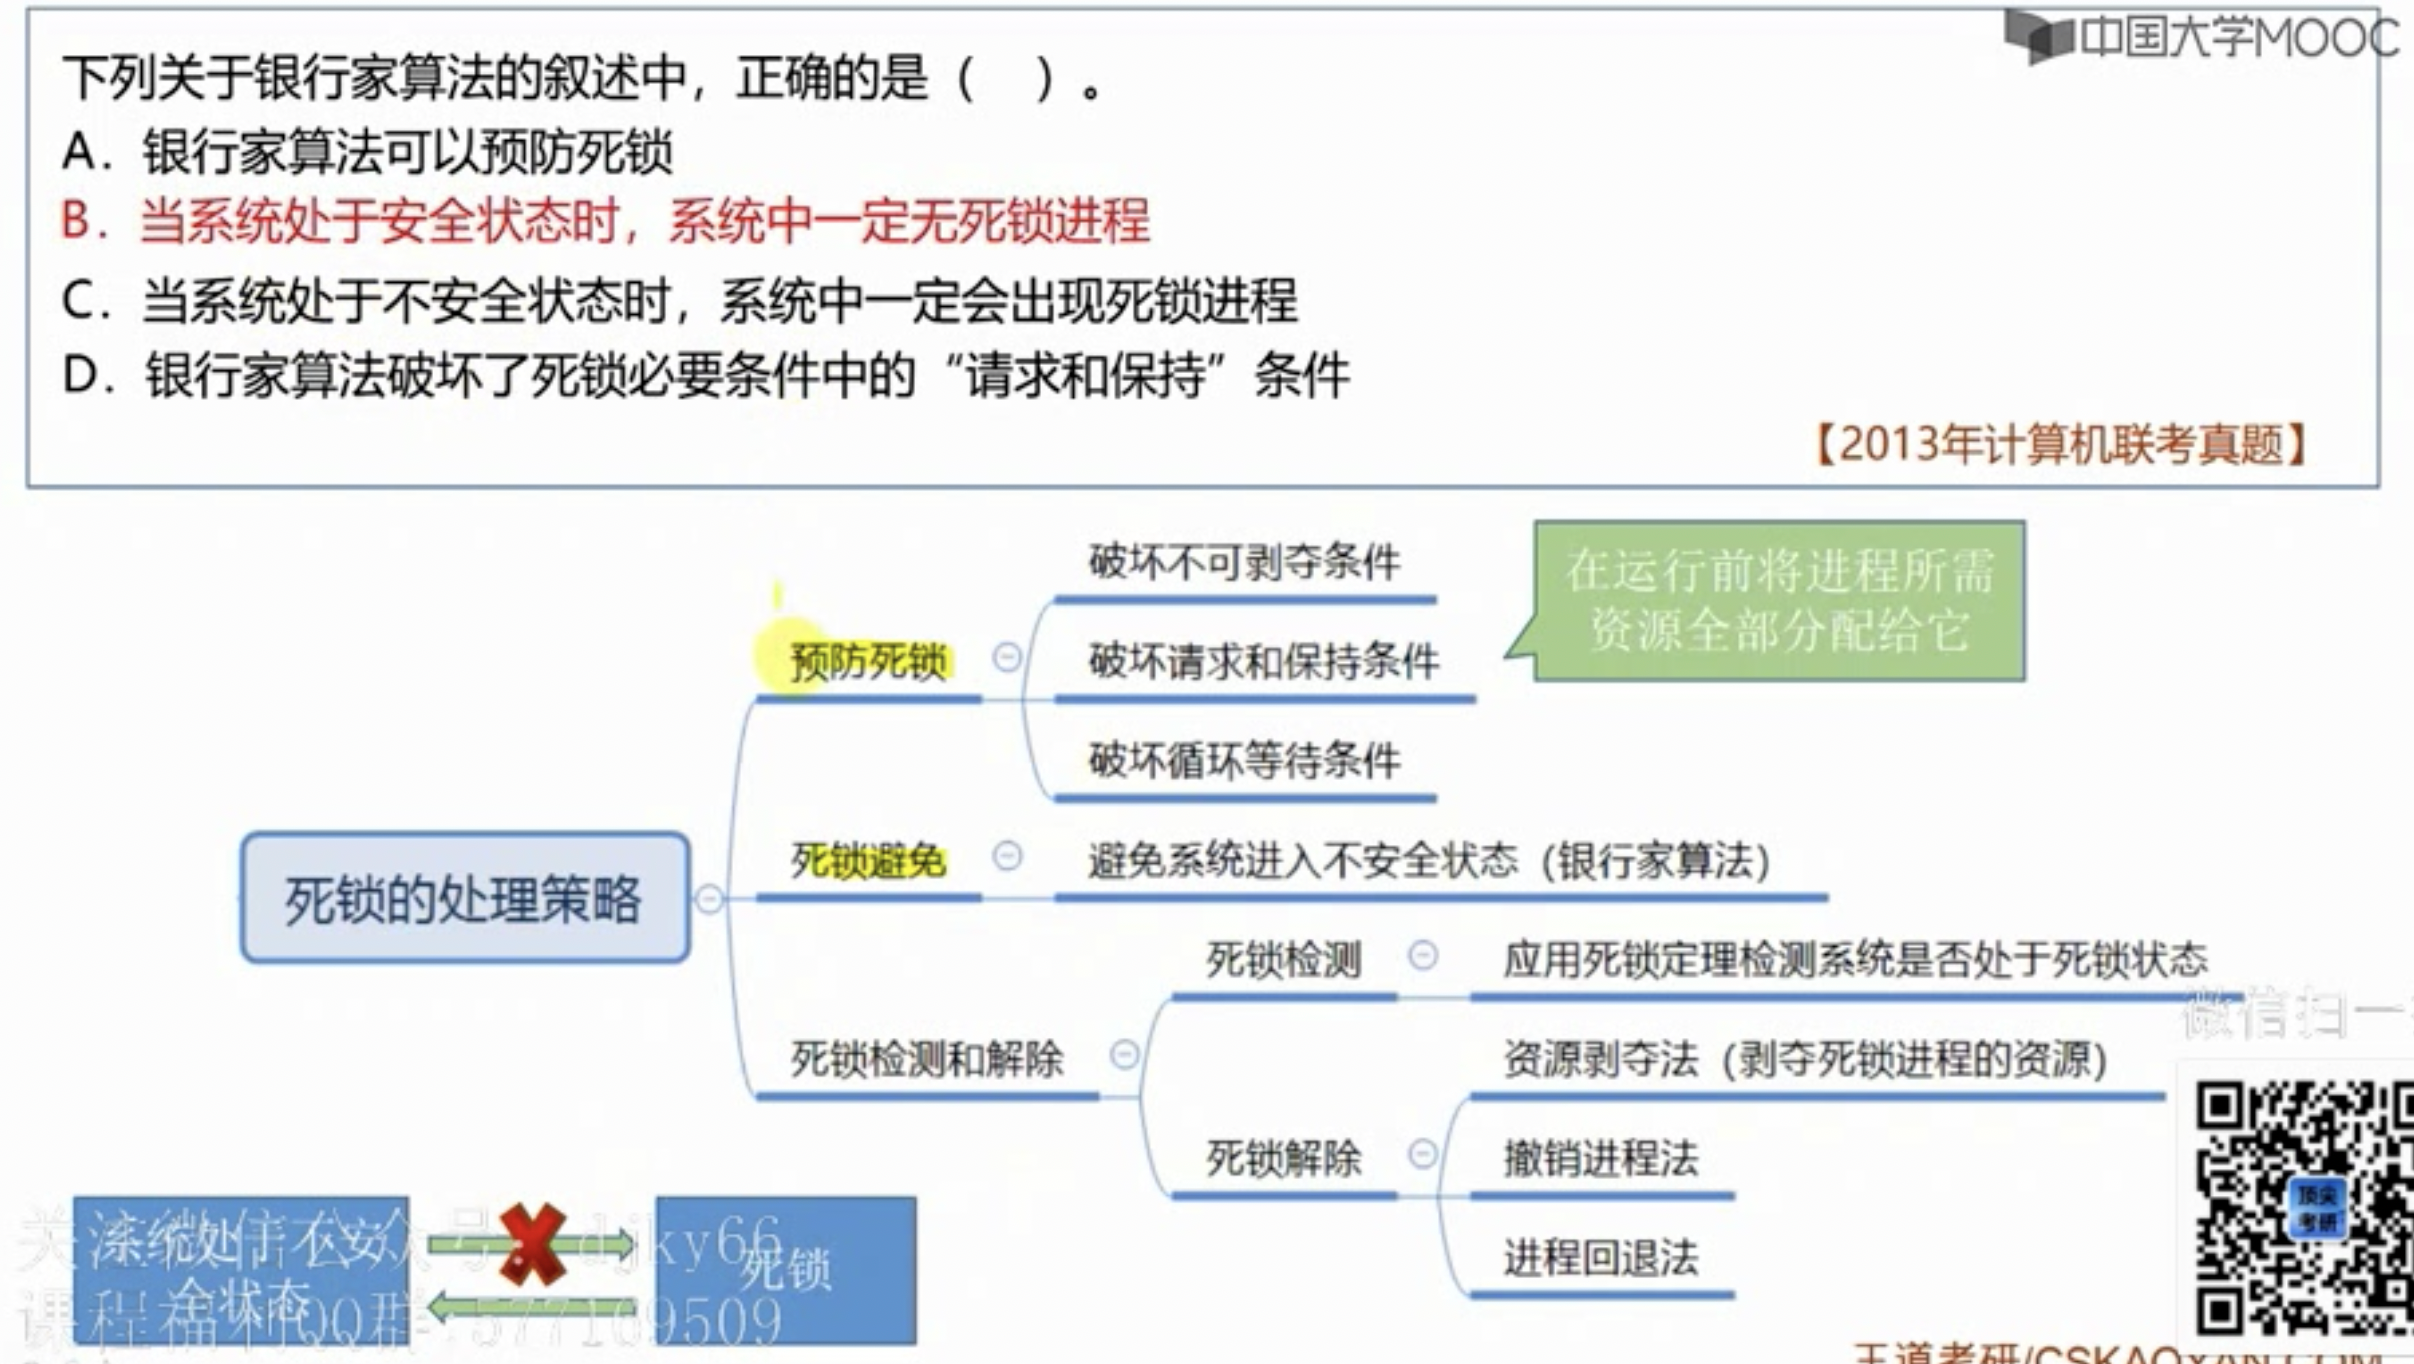 中国大学MOOC
下列关于银行家算法的叙述中，正确的是（ ）。
A. 银行家算法可以预防死锁
B. 当系统处于安全状态时，系统中一定无死锁进程
C. 当系统处于不安全状态时，系统中一定会出现死锁进程
D. 银行家算法破坏了死锁必要条件中的“请求和保持”条件
【2013年计算机联考真题】
破坏不可剥夺条件
在运行前将进程所需
资源全部分配给它
预防死锁
破坏请求和保持条件
破坏循环等待条件
死锁的处理策略
死锁避免
避免系统进入不安全状态（银行家算法）
死锁检测
应用死锁定理检测系统是否处于死锁状态
死锁检测和解除
资源剥夺法（剥夺死锁进程的资源）
死锁解除
撤销进程法
进程回退法
微信扫一
顶尖
考研
系统处于不安
全状态
死锁
关注微信公众号：djky66
课程福利QQ群：577169509
王道考研/CSKAOYAN.COM